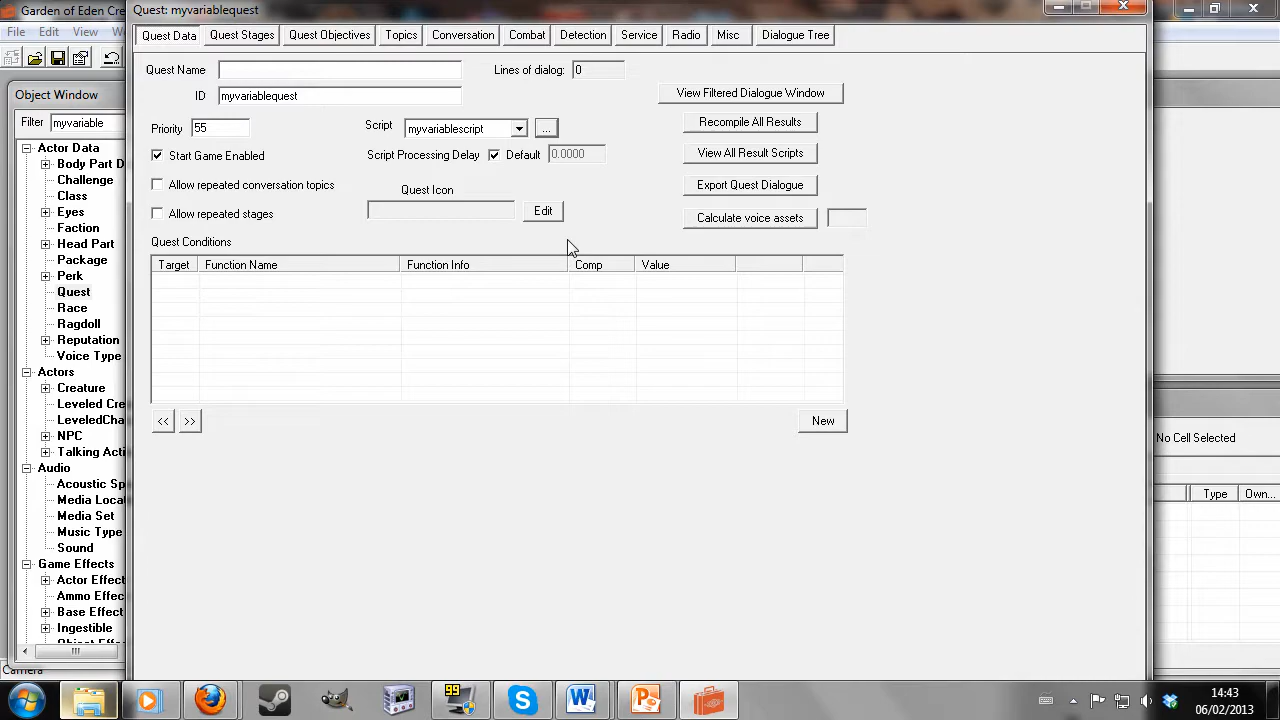 Garden of Eden Cre
Quest: myvariablequest
File Edit View W
Quest Data Quest Stages Quest Objectives Topics Conversation Combat Detection Service Radio Misc Dialogue Tree
Quest Name Lines of dialog: 0
ID myvariablequest
View Filtered Dialogue Window
Priority 55 Script myvariablescript ...
Recompile All Results
Start Game Enabled Script Processing Delay Default 0.0000
View All Result Scripts
Allow repeated conversation topics Quest Icon
Export Quest Dialogue
Allow repeated stages Edit
Calculate voice assets
Quest Conditions
Target Function Name Function Info Comp Value
<< >> New
Object Window
Filter myvariable
Actor Data
Body Part D
Challenge
Class
Eyes
Faction
Head Part
Package
Perk
Quest
Race
Ragdoll
Reputation
Voice Type
Actors
Creature
Leveled Cre
LeveledCha
NPC
Talking Acti
Audio
Acoustic Sp
Media Locat
Media Set
Music Type
Sound
Game Effects
Actor Effect
Ammo Effe
Base Effect
Ingestible
Camera
No Cell Selected
Type Own...
99
14:43
06/02/2013